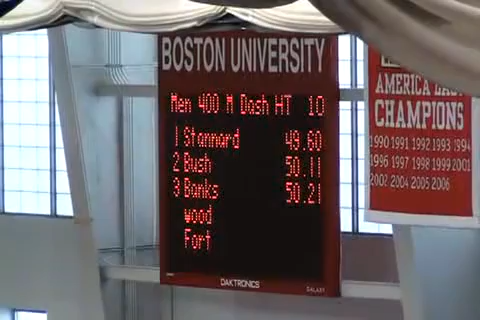 BOSTON UNIVERSITY
Men 400 M Dash HT 10
1 Stannard 49.60
2 Bush 50.11
3 Banks 50.21
wood
Fort
DAKTRONICS
GALAXY
AMERICA EAST
CHAMPIONS
1990 1991 1992 1993 1994
1996 1997 1998 1999 2001
2002 2004 2005 2006